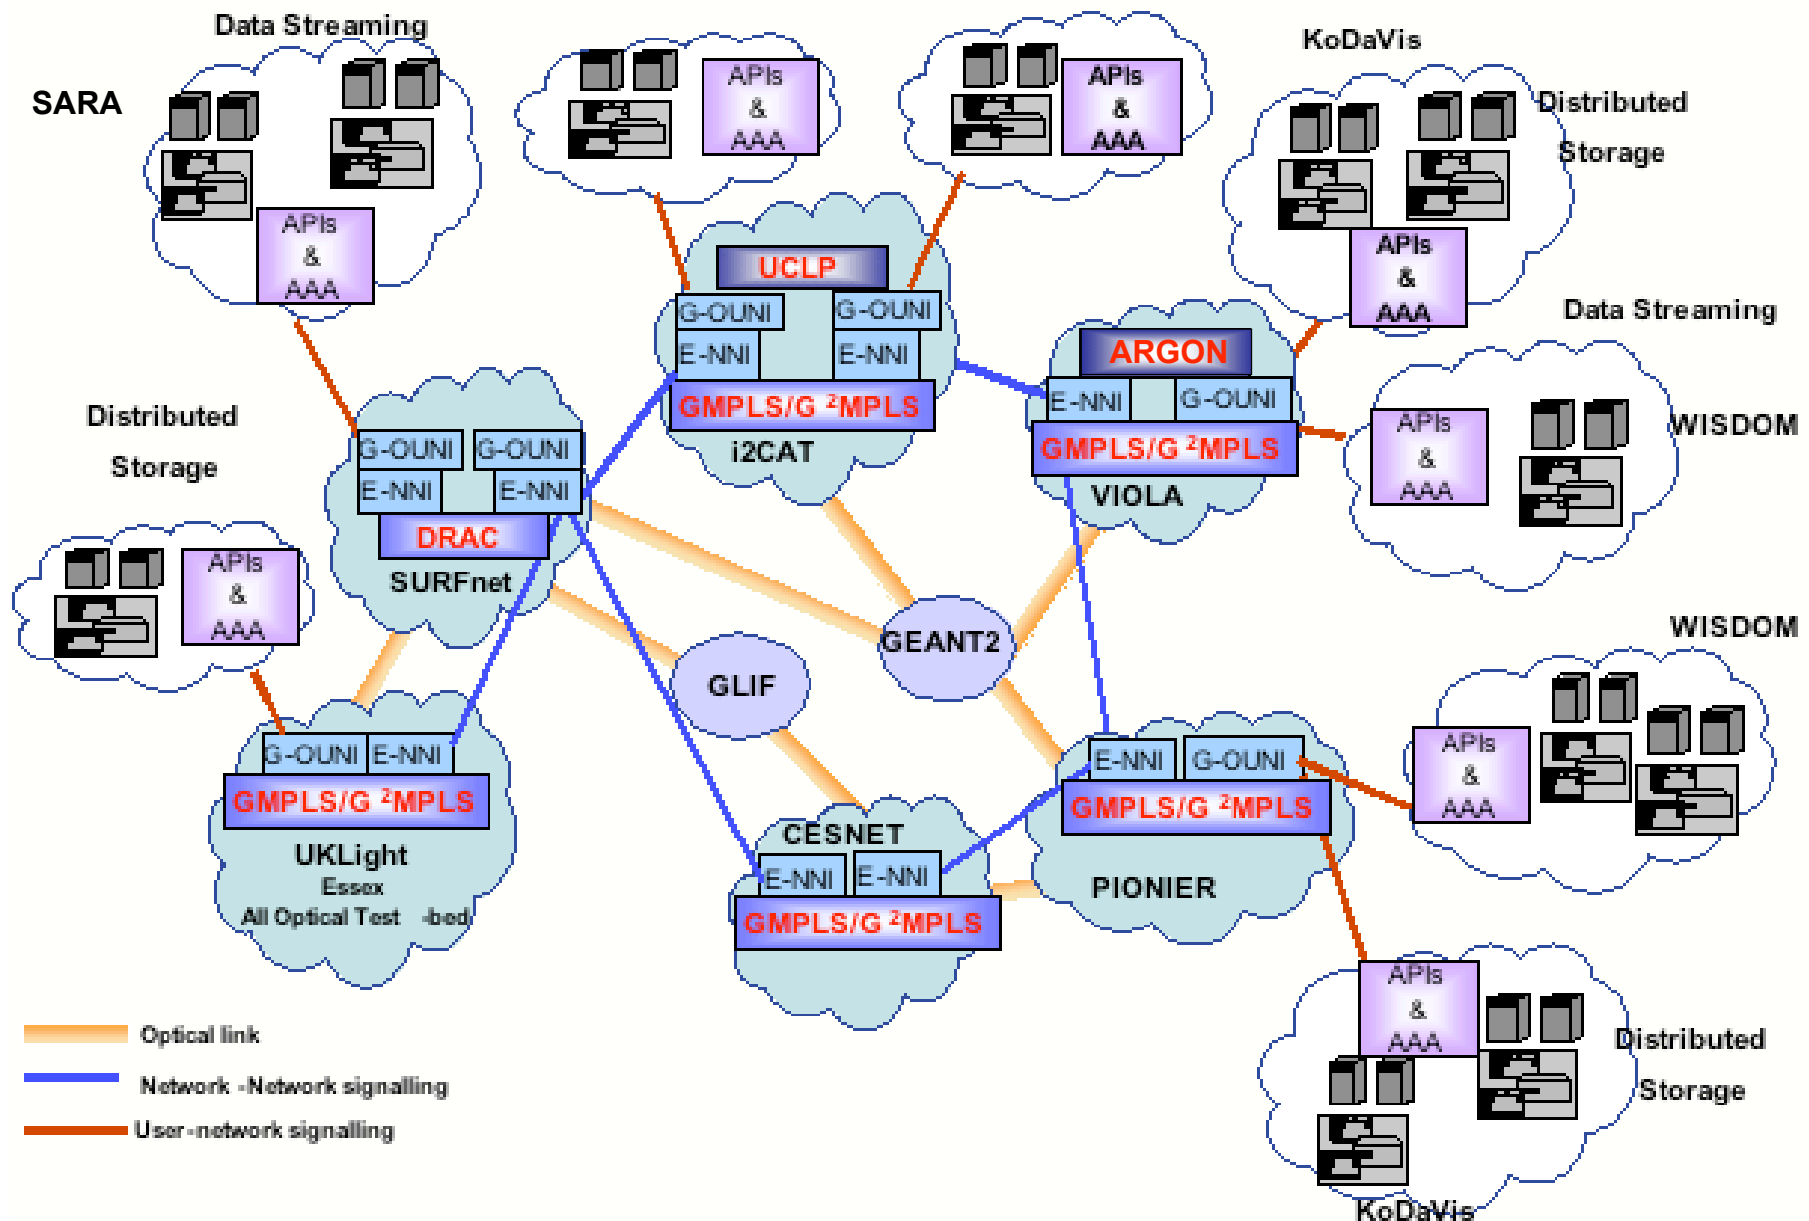 Data Streaming
SARA
APIs
&
AAA
APIs
&
AAA
APIs
&
AAA
KoDaVis
Distributed
Storage
APIs
&
AAA
UCLP
G-OUNI
G-OUNI
E-NNI
E-NNI
GMPLS/G ²MPLS
i2CAT
ARGON
E-NNI
G-OUNI
GMPLS/G ²MPLS
VIOLA
Data Streaming
WISDOM
APIs
&
AAA
Distributed
Storage
G-OUNI
G-OUNI
E-NNI
E-NNI
DRAC
SURFnet
APIs
&
AAA
GEANT2
GLIF
WISDOM
APIs
&
AAA
G-OUNI
E-NNI
GMPLS/G ²MPLS
UKLight
Essex
All Optical Test -bed
E-NNI
G-OUNI
GMPLS/G ²MPLS
PIONIER
CESNET
E-NNI
E-NNI
GMPLS/G ²MPLS
APIs
&
AAA
Distributed
Storage
KoDaVis
Optical link
Network -Network signalling
User-network signalling